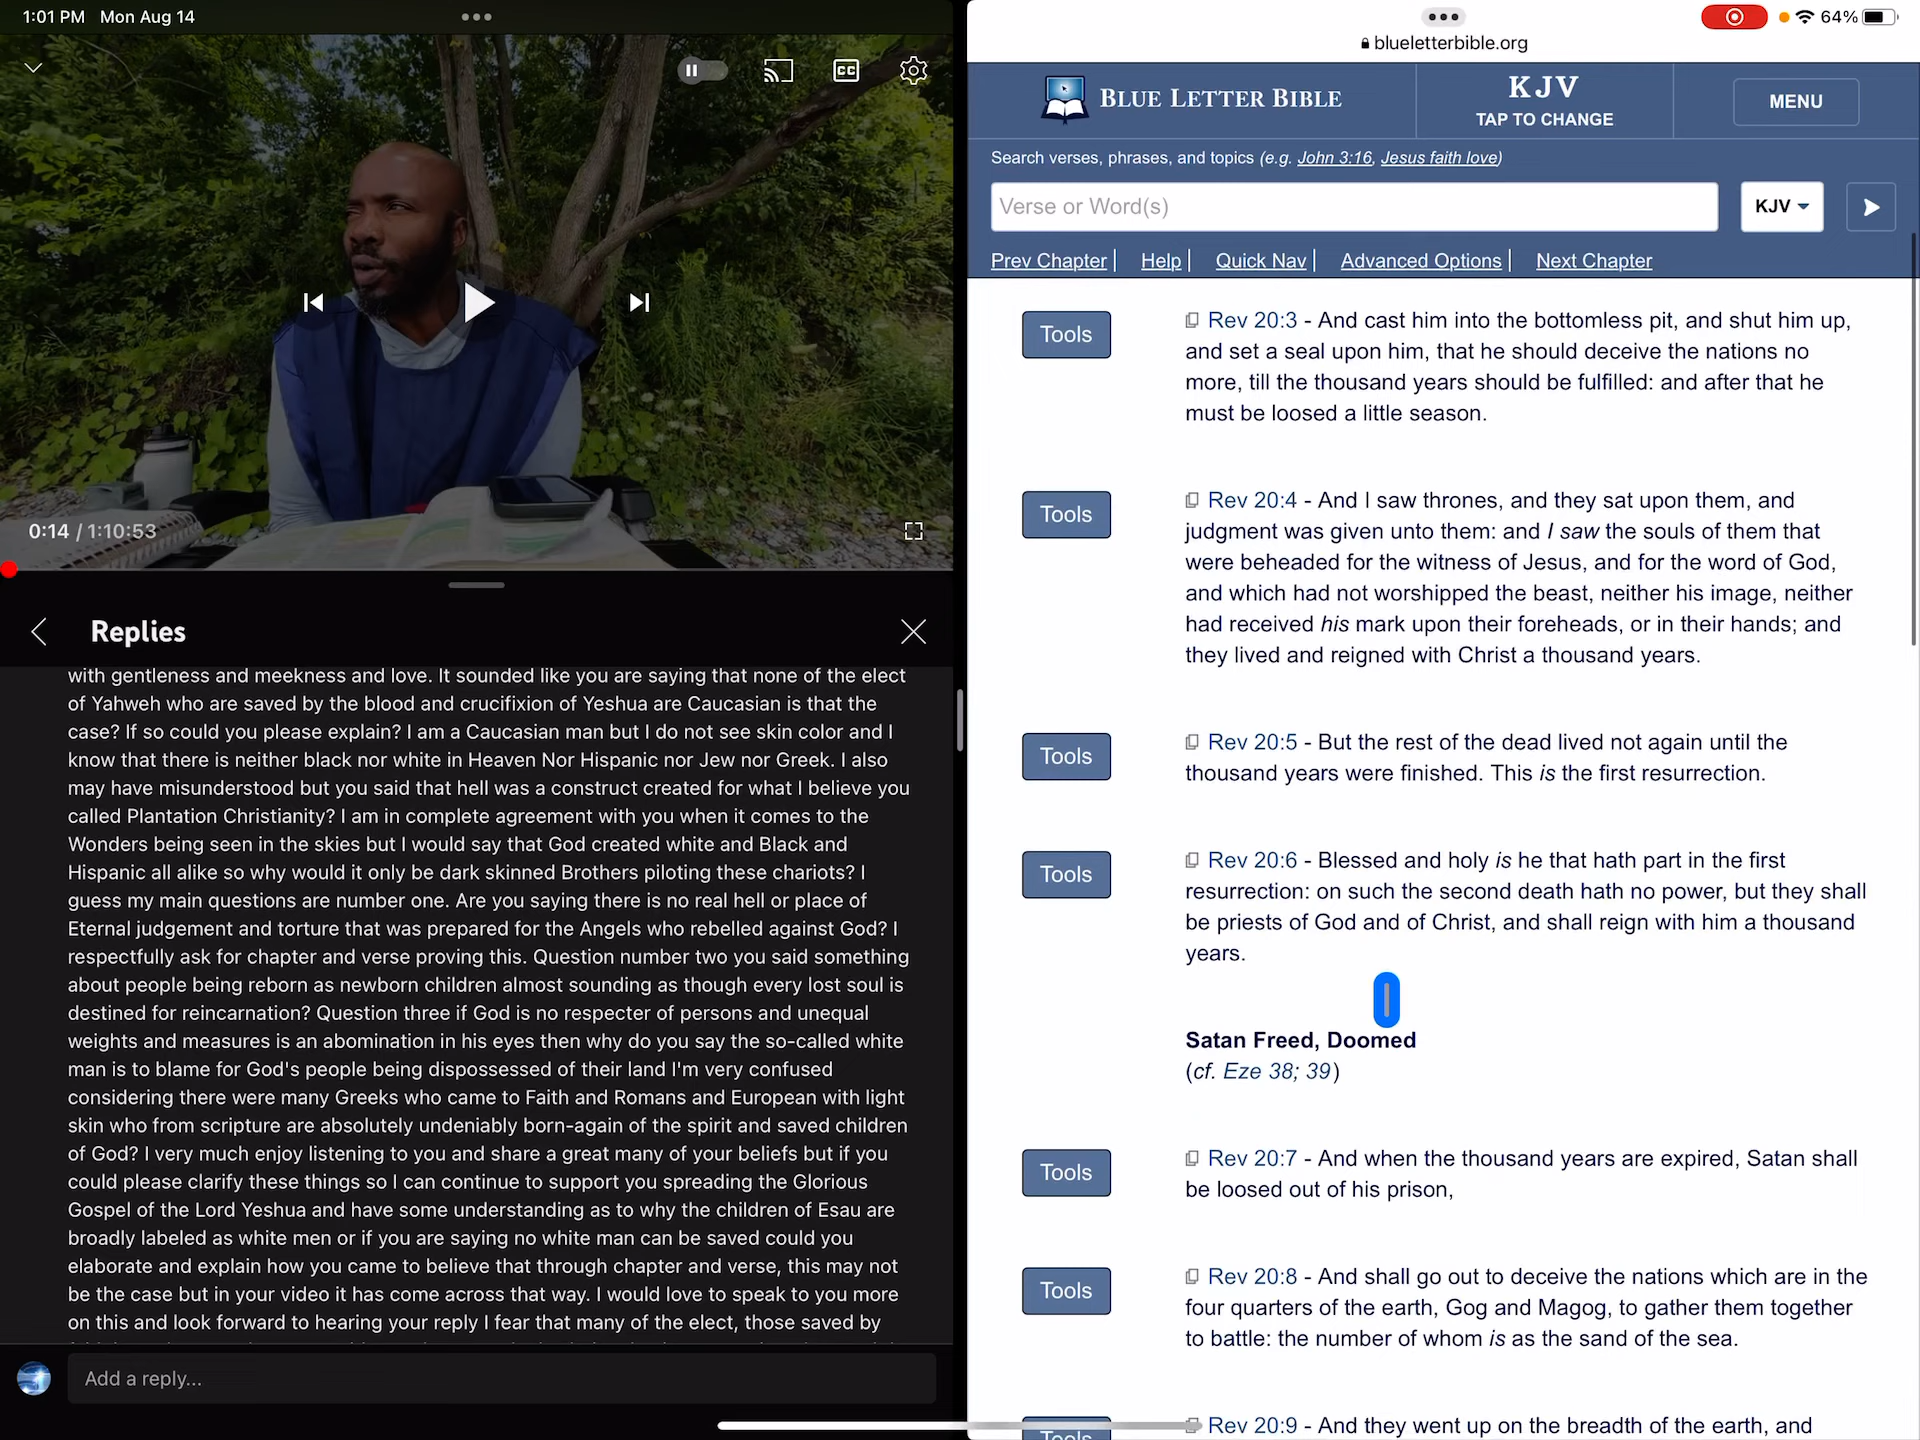 1:01 PM Mon Aug 14
CC
0:14 / 1:10:53
Replies
with gentleness and meekness and love. It sounded like you are saying that none of the elect
of Yahweh who are saved by the blood and crucifixion of Yeshua are Caucasian is that the
case? If so could you please explain? I am a Caucasian man but I do not see skin color and I
know that there is neither black nor white in Heaven Nor Hispanic nor Jew nor Greek. I also
may have misunderstood but you said that hell was a construct created for what I believe you
called Plantation Christianity? I am in complete agreement with you when it comes to the
Wonders being seen in the skies but I would say that God created white and Black and
Hispanic all alike so why would it only be dark skinned Brothers piloting these chariots? I
guess my main questions are number one. Are you saying there is no real hell or place of
Eternal judgement and torture that was prepared for the Angels who rebelled against God? I
respectfully ask for chapter and verse proving this. Question number two you said something
about people being reborn as newborn children almost sounding as though every lost soul is
destined for reincarnation? Question three if God is no respecter of persons and unequal
weights and measures is an abomination in his eyes then why do you say the so-called white
man is to blame for God's people being dispossessed of their land I'm very confused
considering there were many Greeks who came to Faith and Romans and European with light
skin who from scripture are absolutely undeniably born-again of the spirit and saved children
of God? I very much enjoy listening to you and share a great many of your beliefs but if you
could please clarify these things so I can continue to support you spreading the Glorious
Gospel of the Lord Yeshua and have some understanding as to why the children of Esau are
broadly labeled as white men or if you are saying no white man can be saved could you
elaborate and explain how you came to believe that through chapter and verse, this may not
be the case but in your video it has come across that way. I would love to speak to you more
on this and look forward to hearing your reply I fear that many of the elect, those saved by
Add a reply...
64%
blueletterbible.org
BLUE LETTER BIBLE
KJV
TAP TO CHANGE
MENU
Search verses, phrases, and topics (e.g. John 3:16, Jesus faith love)
Verse or Word(s)
KJV
Prev Chapter | Help | Quick Nav | Advanced Options | Next Chapter
Tools
Rev 20:3 - And cast him into the bottomless pit, and shut him up,
and set a seal upon him, that he should deceive the nations no
more, till the thousand years should be fulfilled: and after that he
must be loosed a little season.
Tools
Rev 20:4 - And I saw thrones, and they sat upon them, and
judgment was given unto them: and I saw the souls of them that
were beheaded for the witness of Jesus, and for the word of God,
and which had not worshipped the beast, neither his image, neither
had received his mark upon their foreheads, or in their hands; and
they lived and reigned with Christ a thousand years.
Tools
Rev 20:5 - But the rest of the dead lived not again until the
thousand years were finished. This is the first resurrection.
Tools
Rev 20:6 - Blessed and holy is he that hath part in the first
resurrection: on such the second death hath no power, but they shall
be priests of God and of Christ, and shall reign with him a thousand
years.
Satan Freed, Doomed
(cf. Eze 38; 39)
Tools
Rev 20:7 - And when the thousand years are expired, Satan shall
be loosed out of his prison,
Tools
Rev 20:8 - And shall go out to deceive the nations which are in the
four quarters of the earth, Gog and Magog, to gather them together
to battle: the number of whom is as the sand of the sea.
Tools
Rev 20:9 - And they went up on the breadth of the earth, and